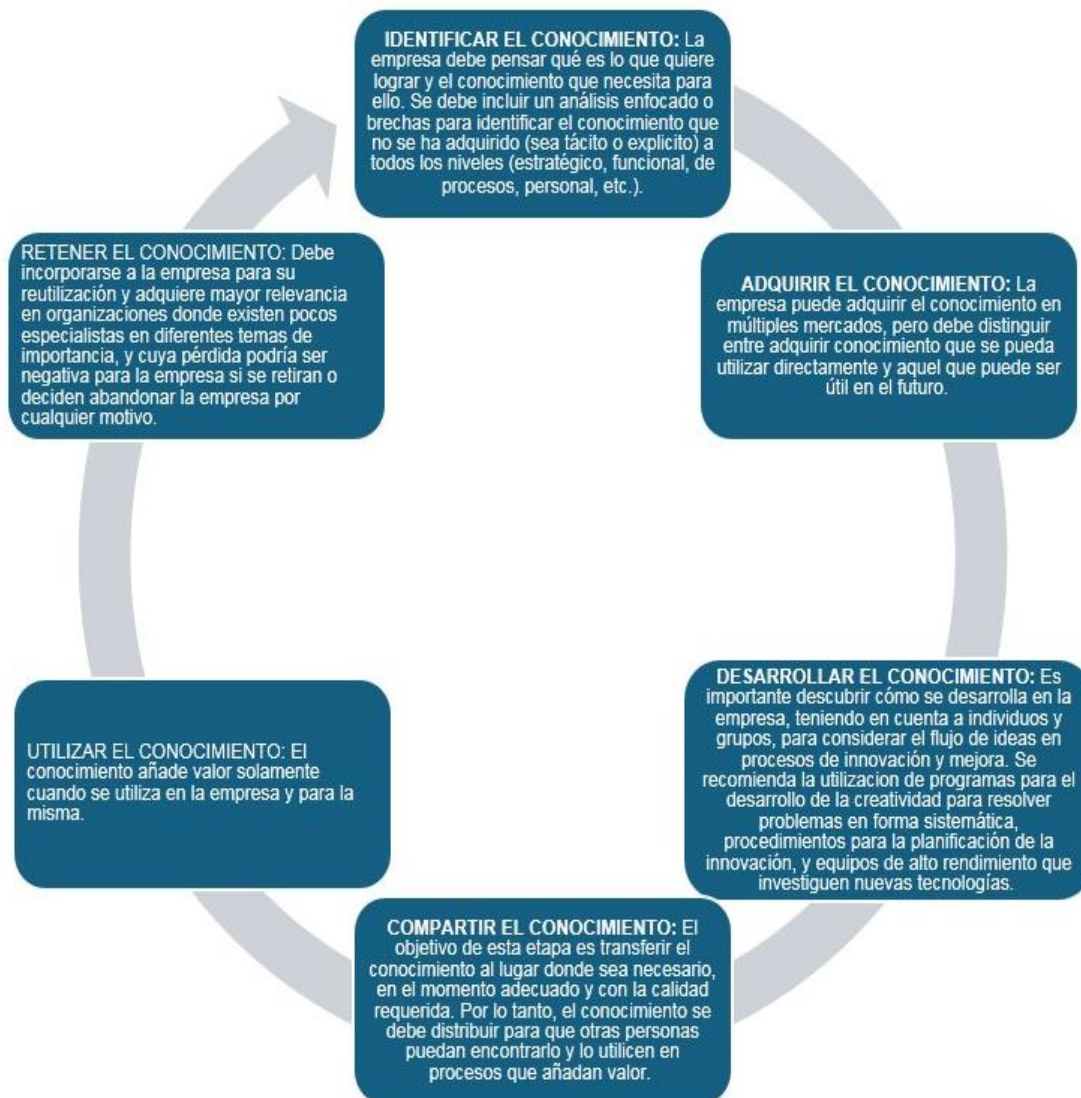 IDENTIFICAR EL CONOCIMIENTO: La
empresa debe pensar qué es lo que quiere
lograr y el conocimiento que necesita para
ello. Se debe incluir un análisis enfocado o
brechas para identificar el conocimiento que
no se ha adquirido (sea tácito o explicito) a
todos los niveles (estratégico, funcional, de
procesos, personal, etc.).
ADQUIRIR EL CONOCIMIENTO: La
empresa puede adquirir el conocimiento en
múltiples mercados, pero debe distinguir
entre adquirir conocimiento que se pueda
utilizar directamente y aquel que puede ser
útil en el futuro.
DESARROLLAR EL CONOCIMIENTO: Es
importante descubrir cómo se desarrolla en la
empresa, teniendo en cuenta a individuos y
grupos, para considerar el flujo de ideas en
procesos de innovación y mejora. Se
recomienda la utilizacion de programas para el
desarrollo de la creatividad para resolver
problemas en forma sistemática,
procedimientos para la planificación de la
innovación, y equipos de alto rendimiento que
investiguen nuevas tecnologías.
COMPARTIR EL CONOCIMIENTO: El
objetivo de esta etapa es transferir el
conocimiento al lugar donde sea necesario,
en el momento adecuado y con la calidad
requerida. Por lo tanto, el conocimiento se
debe distribuir para que otras personas
puedan encontrarlo y lo utilicen en
procesos que añadan valor.
UTILIZAR EL CONOCIMIENTO: El
conocimiento añade valor solamente
cuando se utiliza en la empresa y para la
misma.
RETENER EL CONOCIMIENTO: Debe
incorporarse a la empresa para su
reutilización y adquiere mayor relevancia
en organizaciones donde existen pocos
especialistas en diferentes temas de
importancia, y cuya pérdida podría ser
negativa para la empresa si se retiran o
deciden abandonar la empresa por
cualquier motivo.